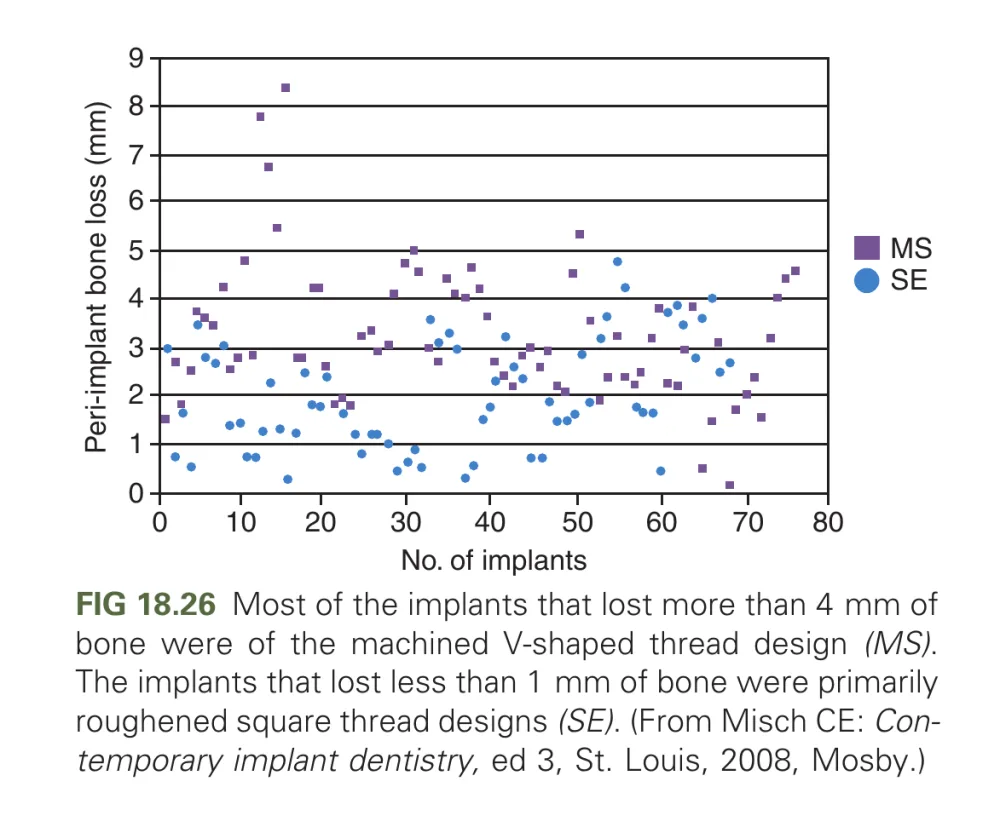 9
8
7
6
5
4
3
2
1
0
Peri-implant bone loss (mm)
0 10 20 30 40 50 60 70 80
No. of implants
MS
SE
FIG 18.26 Most of the implants that lost more than 4 mm of
bone were of the machined V-shaped thread design (MS).
The implants that lost less than 1 mm of bone were primarily
roughened square thread designs (SE). (From Misch CE: Con-
temporary implant dentistry, ed 3, St. Louis, 2008, Mosby.)